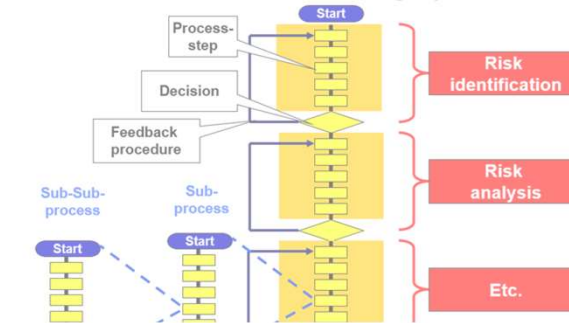 Start
Process-
step
Risk
identification
Decision
Feedback
procedure
Risk
analysis
Sub-Sub-
process
Sub-
process
Start
Start
Etc.